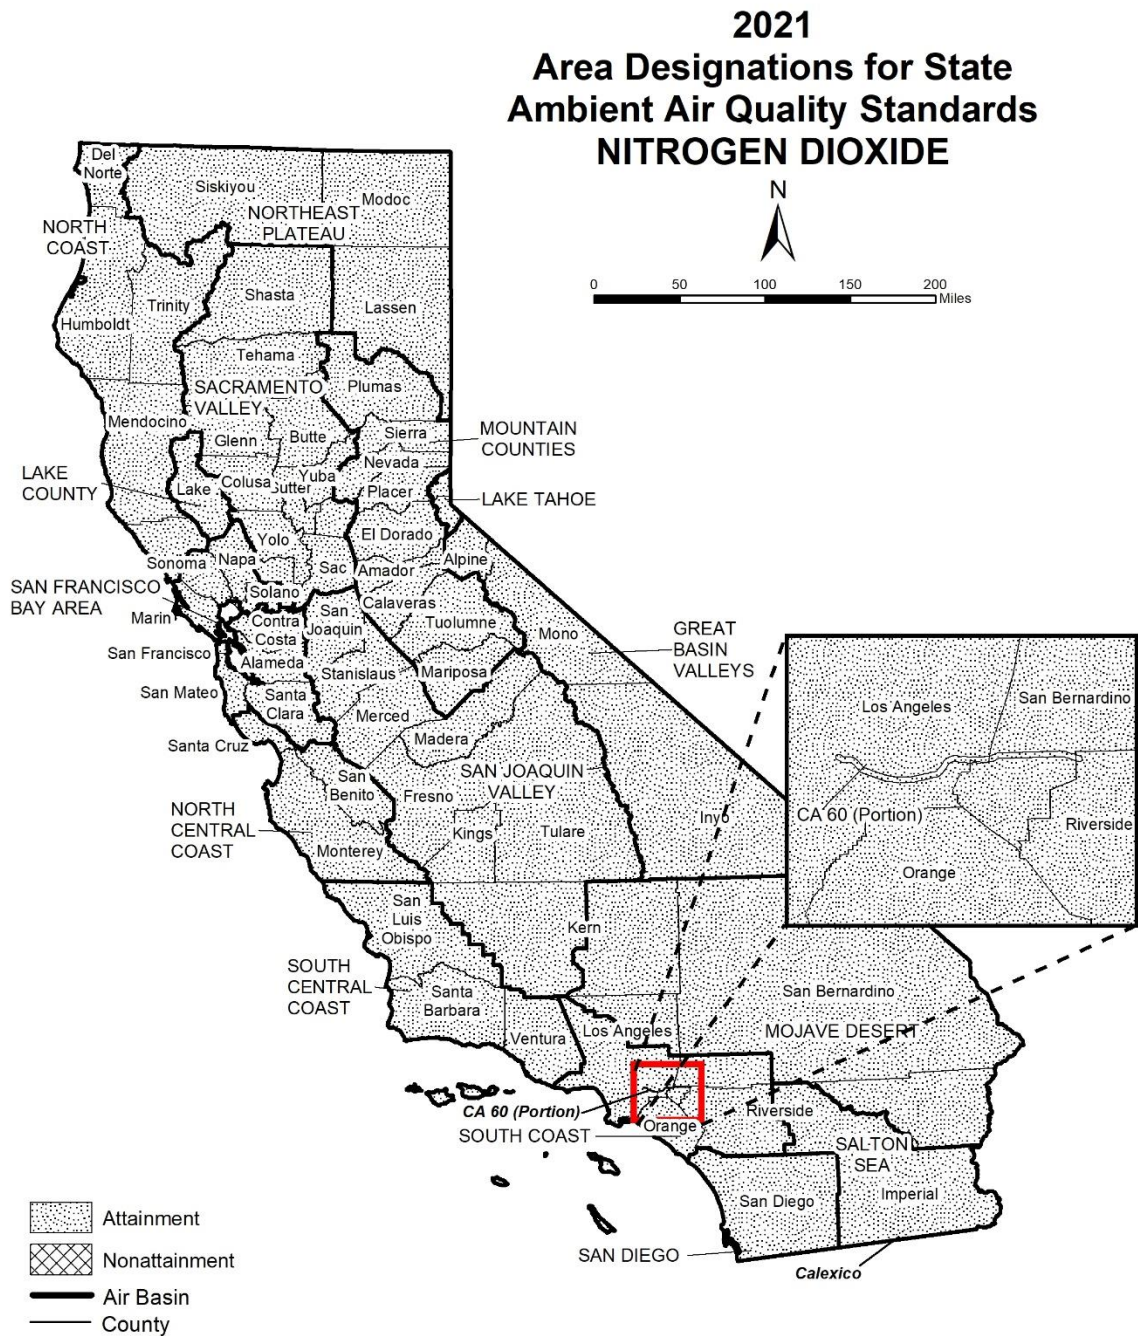 2021
Area Designations for State
Ambient Air Quality Standards
NITROGEN DIOXIDE
N
0 50 100 150 200
Miles
Del
Norte
Siskiyou
Modoc
NORTHEAST
PLATEAU
NORTH
COAST
Shasta
Trinity
Lassen
Humboldt
Tehama
Plumas
SACRAMENTO
VALLEY
Mendocino
Glenn
Butte
Sierra
MOUNTAIN
COUNTIES
Nevada
LAKE
COUNTY
Lake
Colusa
Yuba
Sutter
Placer
LAKE TAHOE
Yolo
El Dorado
Sonoma
Napa
Sac
Amador
Alpine
SAN FRANCISCO
BAY AREA
Solano
Calaveras
Marin
Contra
Costa
San
Joaquin
Tuolumne
Mono
GREAT
BASIN
VALLEYS
San Francisco
Alameda
Stanislaus
Mariposa
San Mateo
Santa
Clara
Merced
Santa Cruz
Madera
San
Benito
Fresno
SAN JOAQUIN
VALLEY
NORTH
CENTRAL
COAST
Monterey
Kings
Tulare
Inyo
Los Angeles
San Bernardino
CA 60 (Portion)
Riverside
Orange
San
Luis
Obispo
Kern
SOUTH
CENTRAL
COAST
Santa
Barbara
Ventura
Los Angeles
San Bernardino
MOJAVE DESERT
CA 60 (Portion)
SOUTH COAST
Orange
Riverside
SALTON
SEA
San Diego
Imperial
SAN DIEGO
Calexico
Attainment
Nonattainment
Air Basin
County